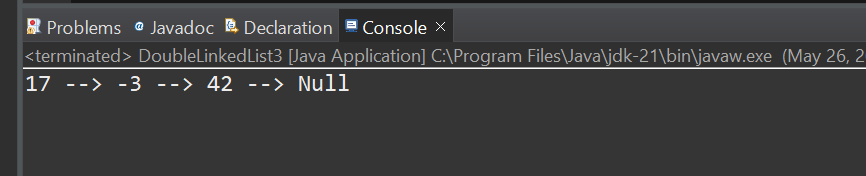 Problems Javadoc Declaration Console
<terminated> DoubleLinkedList3 [Java Application] C:\Program Files\Java\jdk-21\bin\javaw.exe (May 26, 2
17 --> -3 --> 42 --> Null